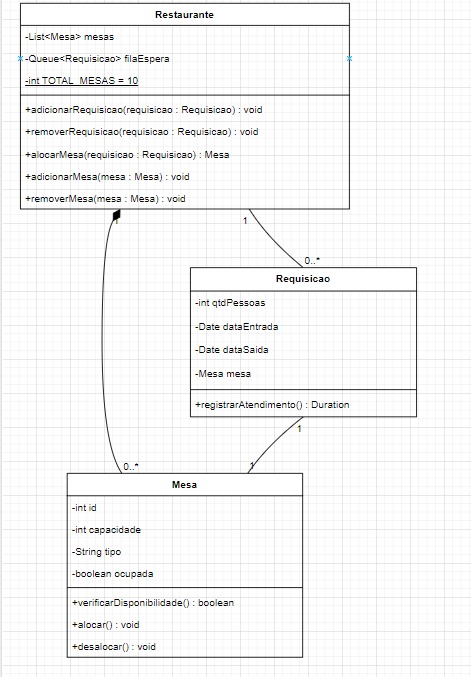 Restaurante
-List<Mesa> mesas
-Queue<Requisicao> filaEspera
-int TOTAL_MESAS = 10
+adicionarRequisicao(requisicao : Requisicao) : void
+removerRequisicao(requisicao : Requisicao) : void
+alocarMesa(requisicao : Requisicao) : Mesa
+adicionarMesa(mesa : Mesa) : void
+removerMesa(mesa : Mesa) : void
1
1
0..*
Requisicao
-int qtdPessoas
-Date dataEntrada
-Date dataSaida
-Mesa mesa
+registrarAtendimento() : Duration
1
0..*
1
Mesa
-int id
-int capacidade
-String tipo
-boolean ocupada
+verificarDisponibilidade() : boolean
+alocar() : void
+desalocar() : void